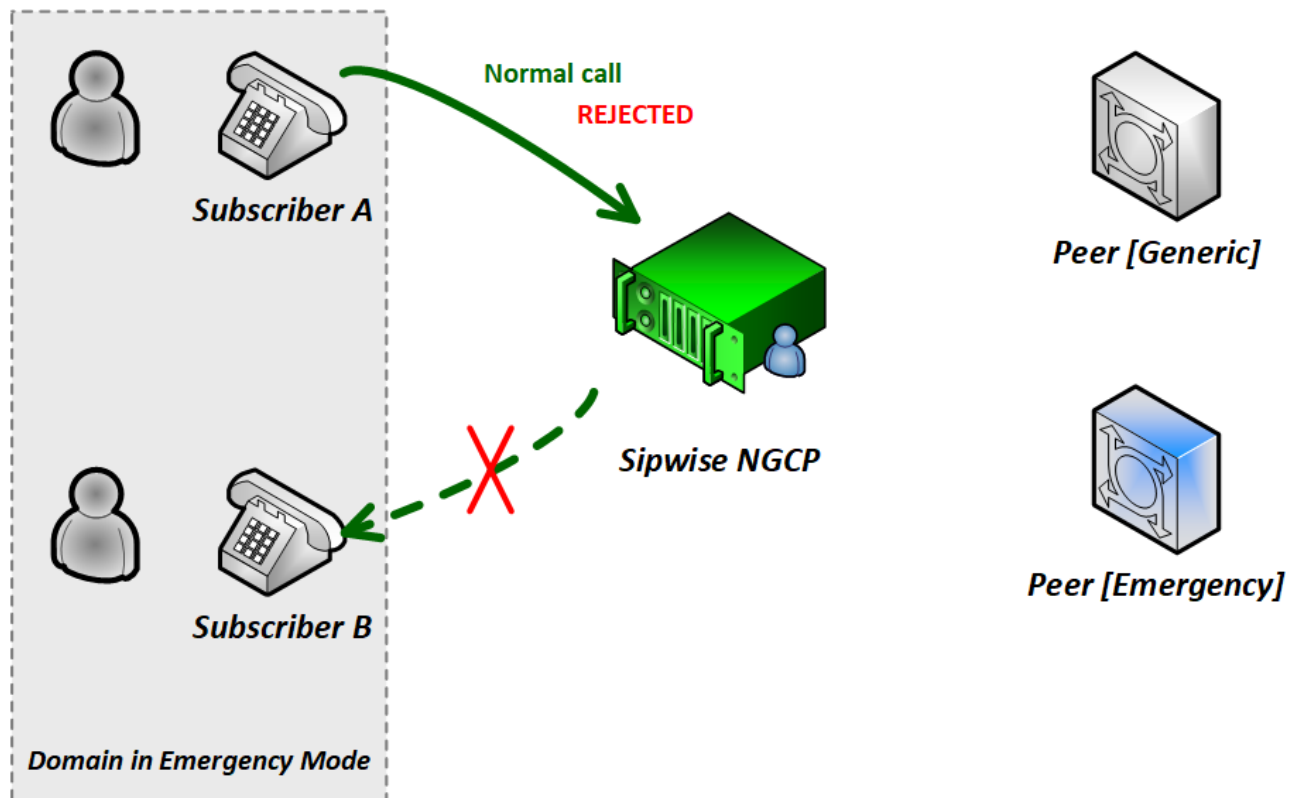 Normal call
REJECTED
Subscriber A
Peer [Generic]
Sipwise NGCP
Peer [Emergency]
Subscriber B
Domain in Emergency Mode